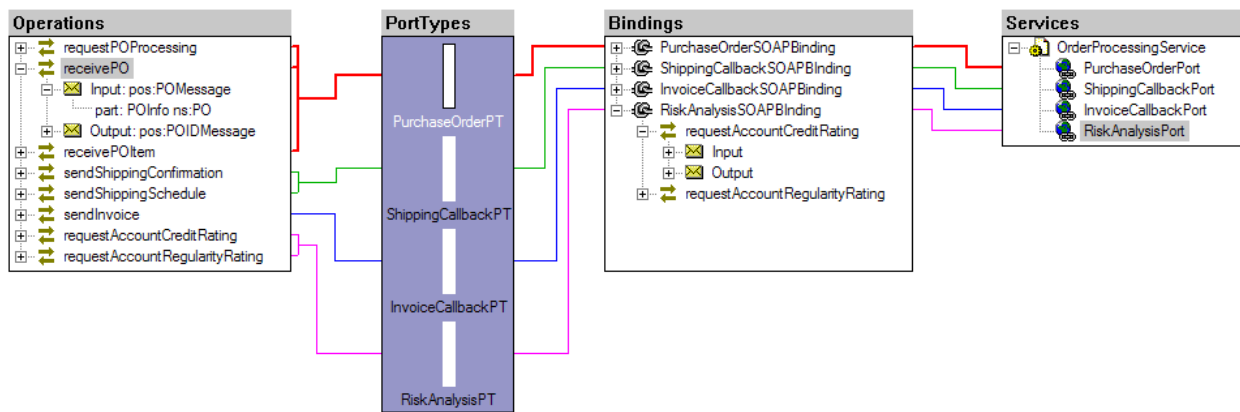 Operations
requestPOProcessing
receivePO
Input: pos:POMessage
part: POInfo ns:PO
Output: pos:POIDMessage
receivePOItem
sendShippingConfirmation
sendShippingSchedule
sendInvoice
requestAccountCreditRating
requestAccountRegularityRating
PortTypes
PurchaseOrderPT
ShippingCallbackPT
InvoiceCallbackPT
RiskAnalysisPT
Bindings
PurchaseOrderSOAPBinding
ShippingCallbackSOAPBInding
InvoiceCallbackSOAPBinding
RiskAnalysisSOAPBInding
requestAccountCreditRating
Input
Output
requestAccountRegularityRating
Services
OrderProcessingService
PurchaseOrderPort
ShippingCallbackPort
InvoiceCallbackPort
RiskAnalysisPort